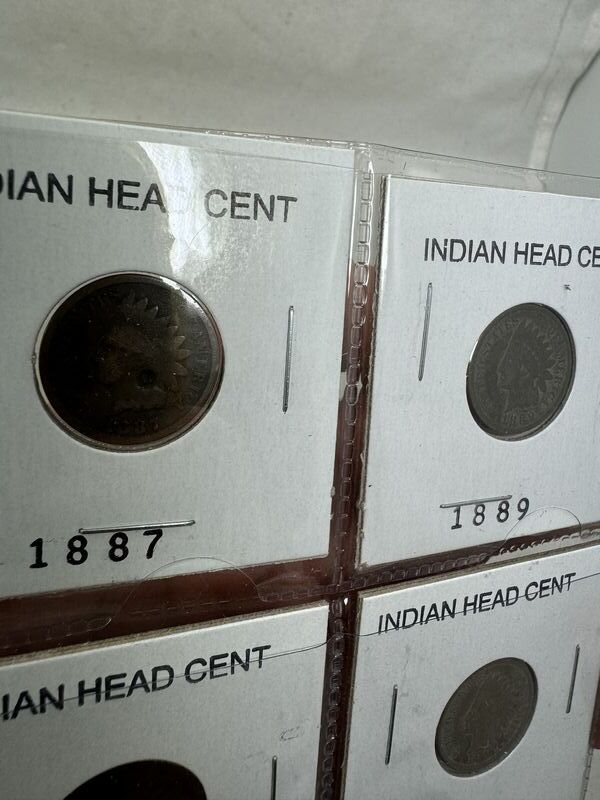 IAN HEA CENT
INDIAN HEAD CE
1887
1889
INDIAN HEAD CENT
IAN HEAD CENT